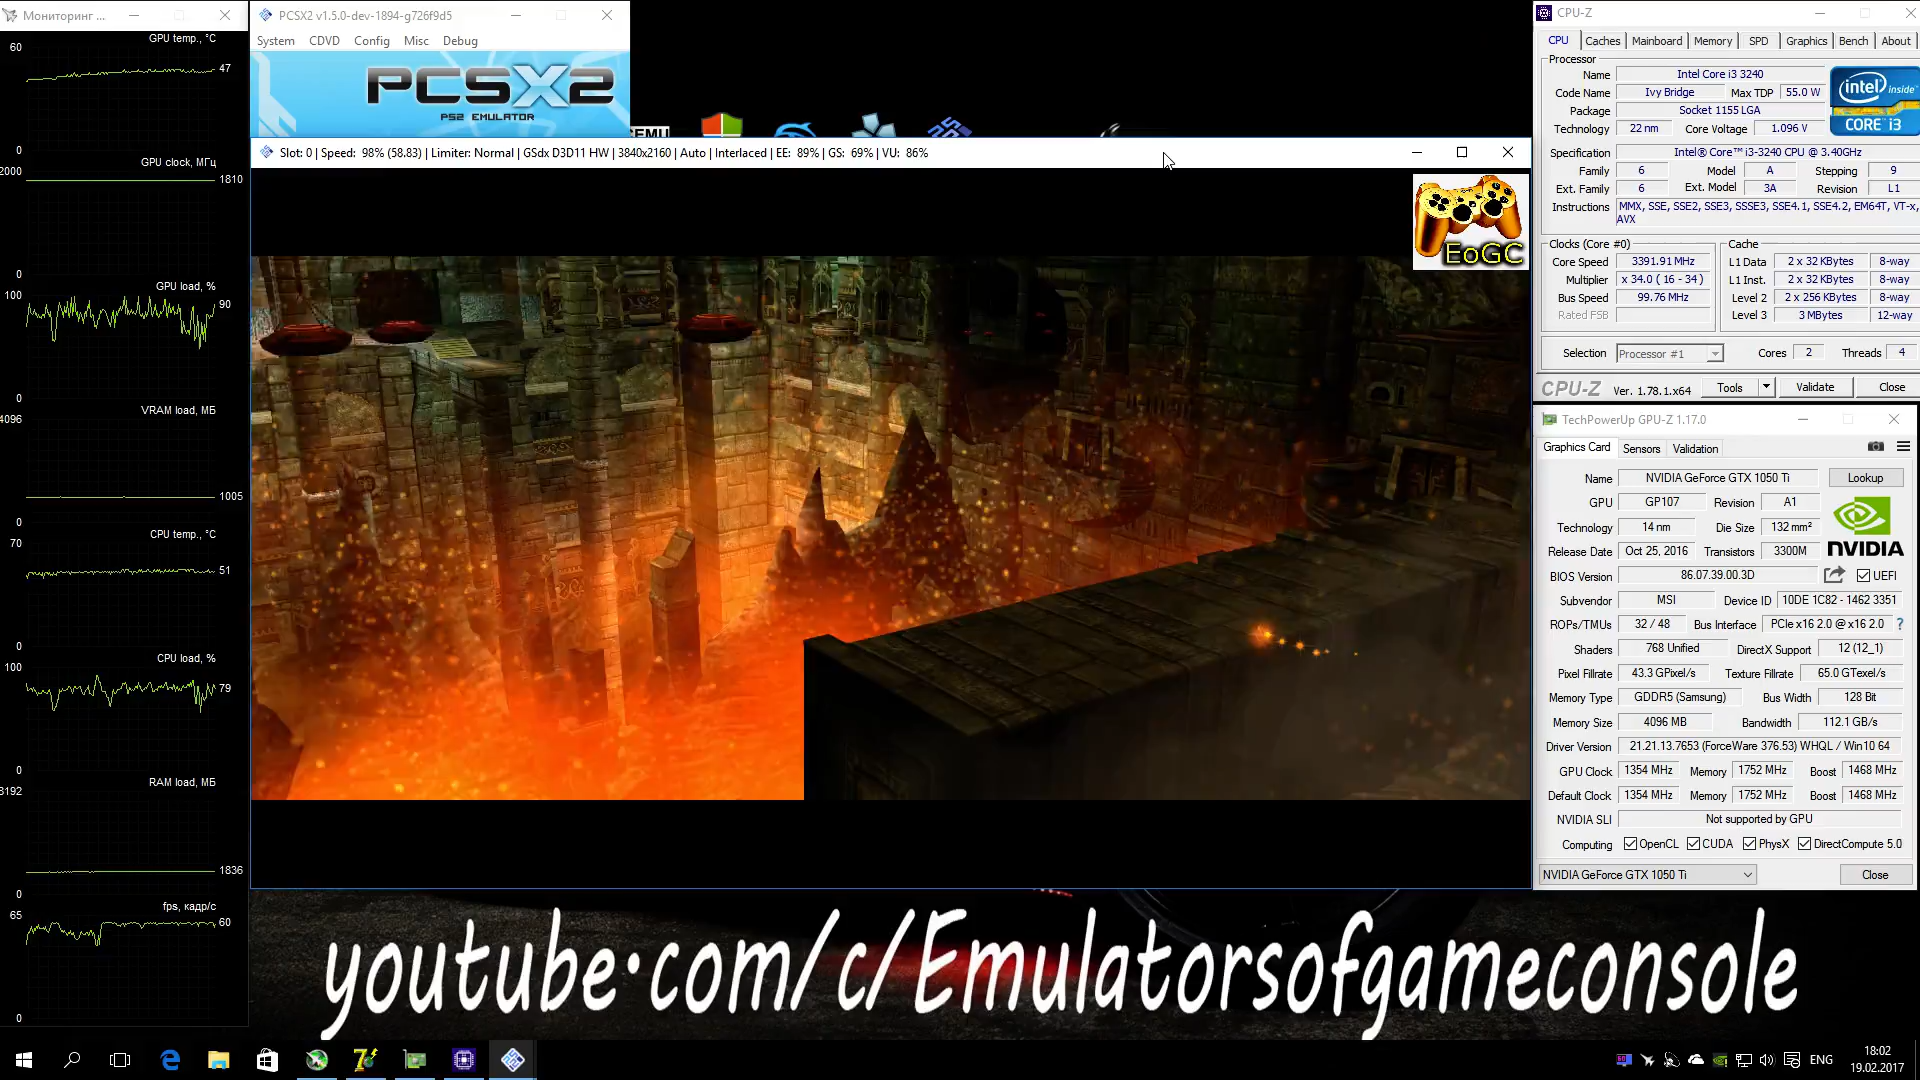 Мониторинг ...
GPU temp., °C
60
47
0
GPU clock, МГц
2000
1810
0
GPU load, %
100
90
0
VRAM load, МБ
4096
1005
0
CPU temp., °C
70
51
0
CPU load, %
100
79
0
RAM load, МБ
8192
1836
0
fps, кадр/с
65
60
0
PCSX2 v1.5.0-dev-1894-g726f9d5
System CDVD Config Misc Debug
PCSX2
PS2 EMULATOR
CEMU
Slot: 0 | Speed: 98% (58.83) | Limiter: Normal | GSdx D3D11 HW | 3840x2160 | Auto | Interlaced | EE: 89% | GS: 69% | VU: 86%
EoGC
CPU-Z
CPU Caches Mainboard Memory SPD Graphics Bench About
Processor
Name Intel Core i3 3240
Code Name Ivy Bridge Max TDP 55.0 W
Package Socket 1155 LGA
Technology 22 nm Core Voltage 1.096 V
intel inside
CORE i3
Specification Intel® Core™ i3-3240 CPU @ 3.40GHz
Family 6 Model A Stepping 9
Ext. Family 6 Ext. Model 3A Revision L1
Instructions MMX, SSE, SSE2, SSE3, SSSE3, SSE4.1, SSE4.2, EM64T, VT-x,
AVX
Clocks (Core #0) Cache
Core Speed 3391.91 MHz L1 Data 2 x 32 KBytes 8-way
Multiplier x 34.0 ( 16 - 34 ) L1 Inst. 2 x 32 KBytes 8-way
Bus Speed 99.76 MHz Level 2 2 x 256 KBytes 8-way
Rated FSB Level 3 3 MBytes 12-way
Selection Processor #1 Cores 2 Threads 4
CPU-Z Ver. 1.78.1.x64 Tools Validate Close
TechPowerUp GPU-Z 1.17.0
Graphics Card Sensors Validation
Name NVIDIA GeForce GTX 1050 Ti Lookup
GPU GP107 Revision A1
Technology 14 nm Die Size 132 mm²
Release Date Oct 25, 2016 Transistors 3300M
NVIDIA
BIOS Version 86.07.39.00.3D UEFI
Subvendor MSI Device ID 10DE 1C82 - 1462 3351
ROPs/TMUs 32 / 48 Bus Interface PCIe x16 2.0 @ x16 2.0 ?
Shaders 768 Unified DirectX Support 12 (12_1)
Pixel Fillrate 43.3 GPixel/s Texture Fillrate 65.0 GTexel/s
Memory Type GDDR5 (Samsung) Bus Width 128 Bit
Memory Size 4096 MB Bandwidth 112.1 GB/s
Driver Version 21.21.13.7653 (ForceWare 376.53) WHQL / Win10 64
GPU Clock 1354 MHz Memory 1752 MHz Boost 1468 MHz
Default Clock 1354 MHz Memory 1752 MHz Boost 1468 MHz
NVIDIA SLI Not supported by GPU
Computing OpenCL CUDA PhysX DirectCompute 5.0
NVIDIA GeForce GTX 1050 Ti Close
youtube.com/c/Emulatorsofgameconsole
ENG
18:02
19.02.2017